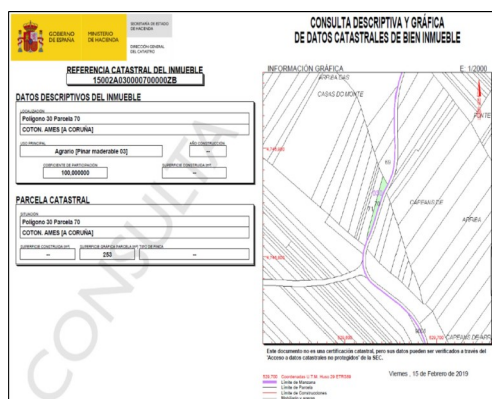 GOBIERNO
DE ESPAÑA
MINISTERIO
DE HACIENDA
SECRETARÍA DE ESTADO
DE HACIENDA
DIRECCIÓN GENERAL
DEL CATASTRO
CONSULTA DESCRIPTIVA Y GRÁFICA
DE DATOS CATASTRALES DE BIEN INMUEBLE
REFERENCIA CATASTRAL DEL INMUEBLE
15002A030000700000ZB
DATOS DESCRIPTIVOS DEL INMUEBLE
LOCALIZACIÓN
Polígono 30 Parcela 70
COTON. AMES [A CORUÑA]
USO PRINCIPAL
Agrario [Pinar maderable 03]
AÑO CONSTRUCCIÓN
--
COEFICIENTE DE PARTICIPACIÓN
100,000000
SUPERFICIE CONSTRUIDA [m²]
--
PARCELA CATASTRAL
SITUACIÓN
Polígono 30 Parcela 70
COTON. AMES [A CORUÑA]
SUPERFICIE CONSTRUIDA [m²]
--
SUPERFICIE GRÁFICA PARCELA [m²]
253
TIPO DE FINCA
--
CONSULTA
INFORMACIÓN GRÁFICA
E: 1/2000
CASAS DO MONTE
70
71
CAPEANS DE
ARRIBA
Este documento no es una certificación catastral, pero sus datos pueden ser verificados a través del
'Acceso a datos catastrales no protegidos' de la SEC.
Coordenadas U.T.M. Huso 29 ETRS89
Límite de Manzana
Límite de Parcela
Límite de Construcciones
Mobiliario y aceras
Viernes , 15 de Febrero de 2019